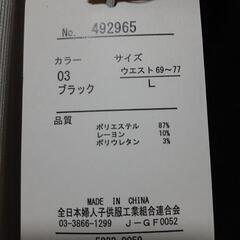 No. 492965
カラー サイズ
03 ウエスト69～77
ブラック L
品質
ポリエステル 87%
レーヨン 10%
ポリウレタン 3%
MADE IN CHINA
全日本婦人子供服工業組合連合会
03-3866-1299 J－GF0052